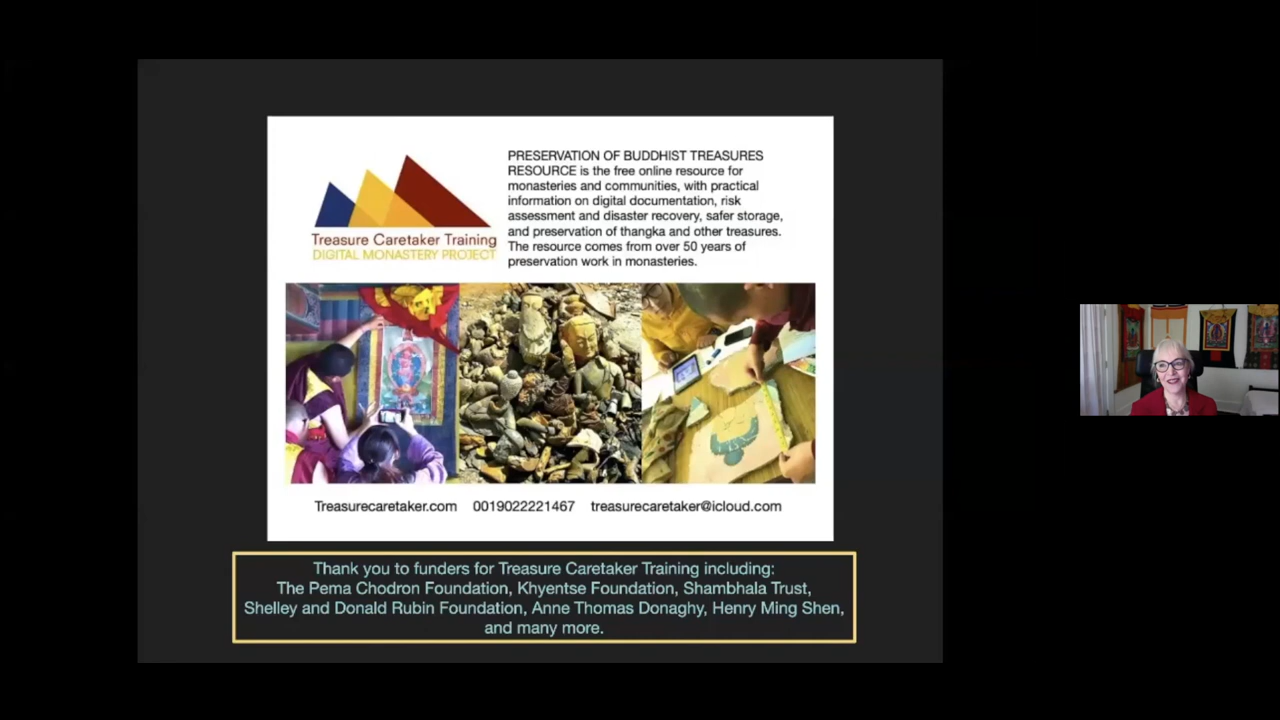 PRESERVATION OF BUDDHIST TREASURES
RESOURCE is the free online resource for
monasteries and communities, with practical
information on digital documentation, risk
assessment and disaster recovery, safer storage,
and preservation of thangka and other treasures.
The resource comes from over 50 years of
preservation work in monasteries.
Treasure Caretaker Training
DIGITAL MONASTERY PROJECT
Treasurecaretaker.com 0019022221467 treasurecaretaker@icloud.com
Thank you to funders for Treasure Caretaker Training including:
The Pema Chodron Foundation, Khyentse Foundation, Shambhala Trust,
Shelley and Donald Rubin Foundation, Anne Thomas Donaghy, Henry Ming Shen,
and many more.